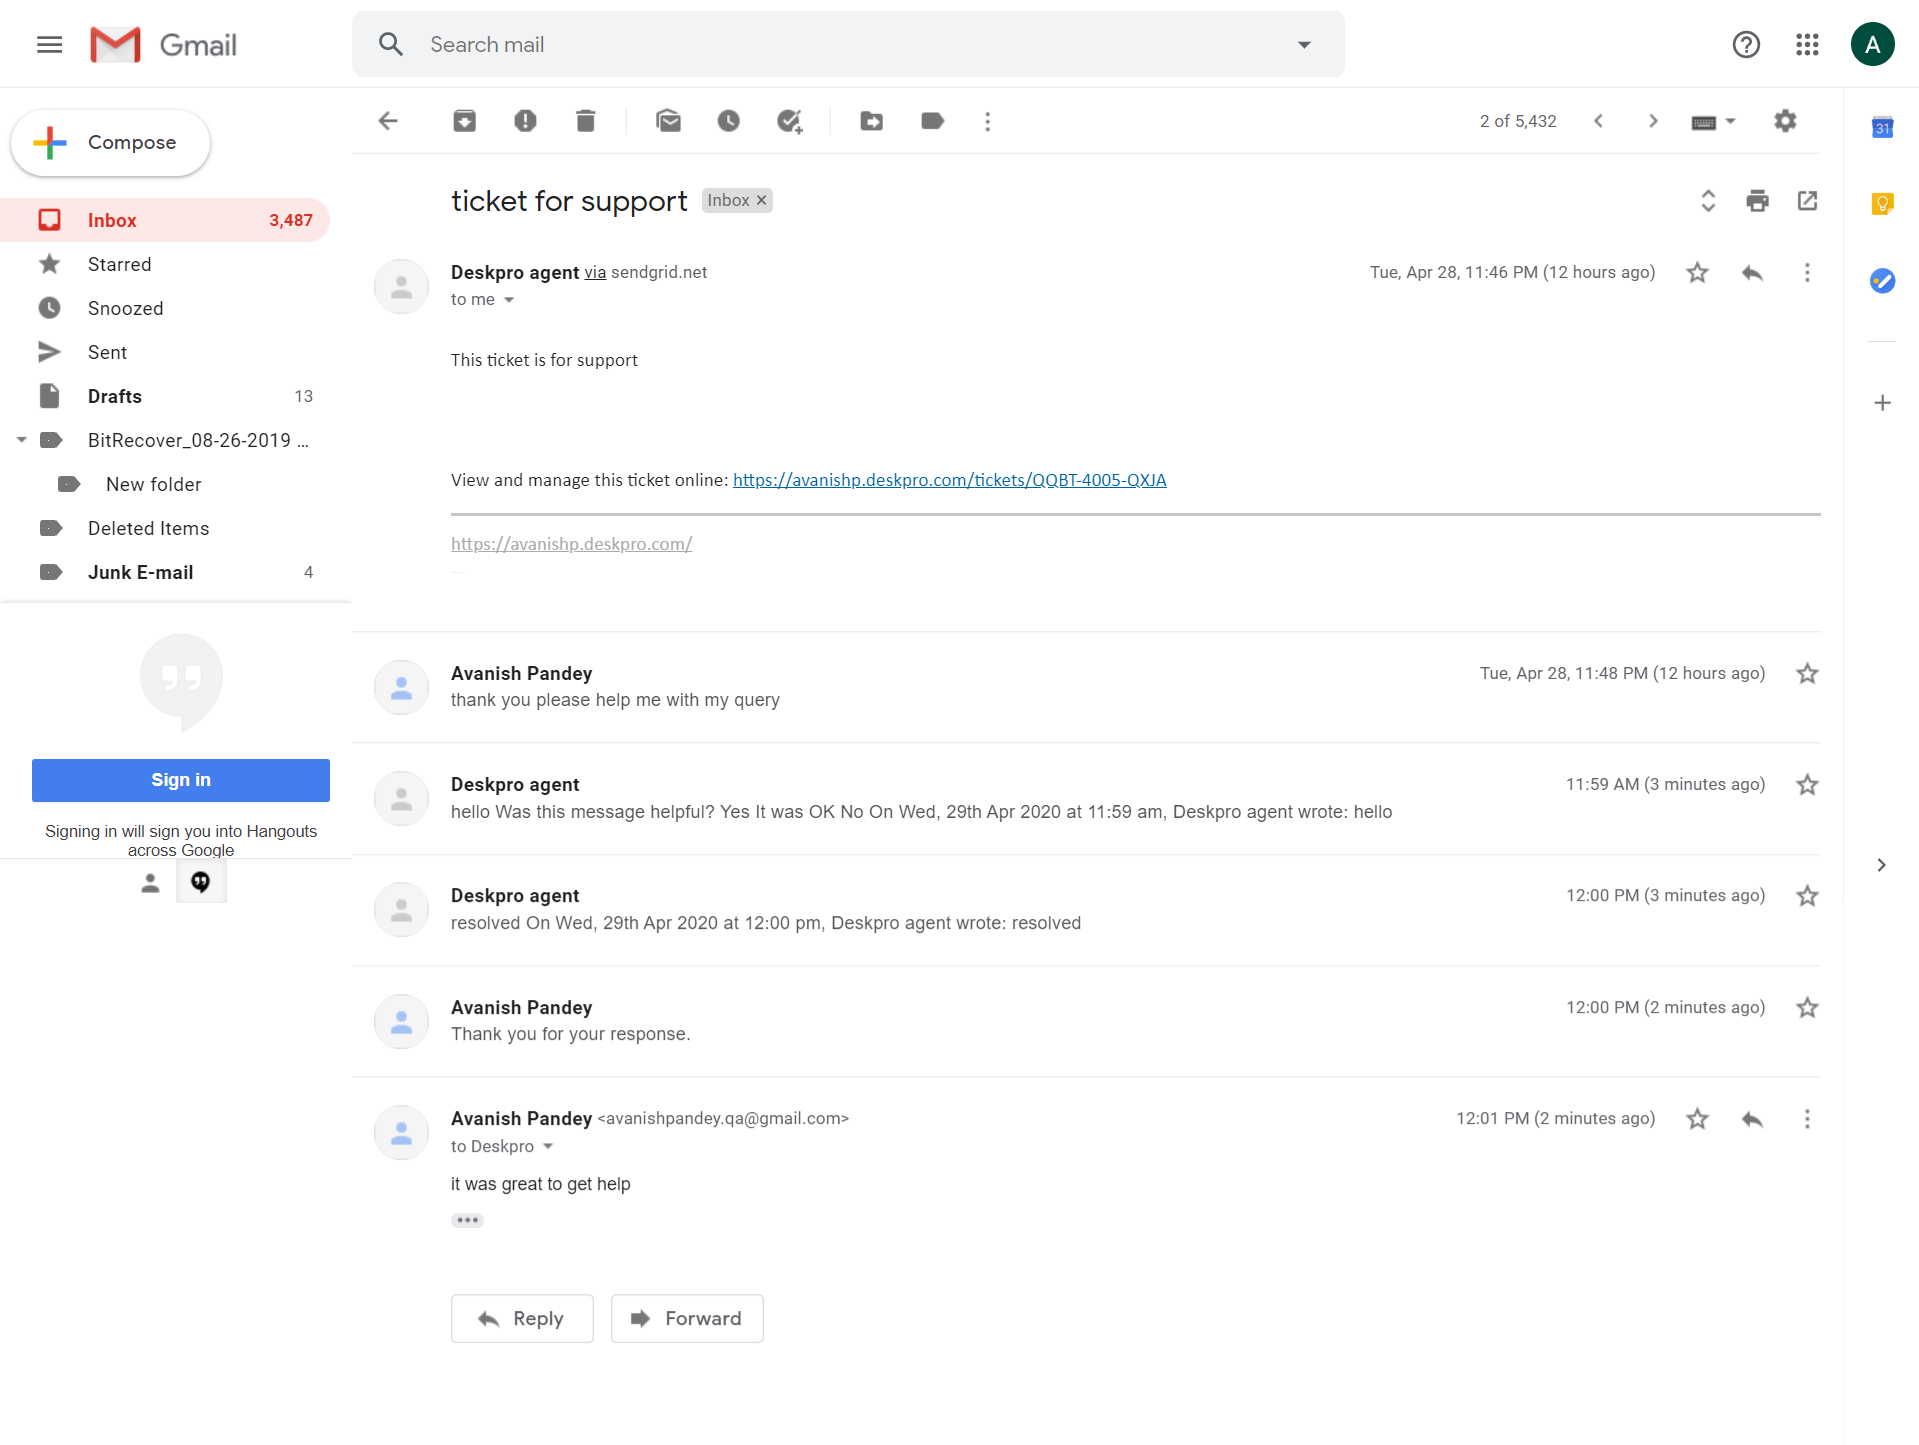 Gmail
Search mail
A
Compose
2 of 5,432
31
Inbox 3,487
Starred
Snoozed
Sent
Drafts 13
BitRecover_08-26-2019 ...
New folder
Deleted Items
Junk E-mail 4
Sign in
Signing in will sign you into Hangouts
across Google
ticket for support Inbox ×
Deskpro agent via sendgrid.net Tue, Apr 28, 11:46 PM (12 hours ago)
to me
This ticket is for support
View and manage this ticket online: https://avanishp.deskpro.com/tickets/QQBT-4005-QXJA
https://avanishp.deskpro.com/
Avanish Pandey Tue, Apr 28, 11:48 PM (12 hours ago)
thank you please help me with my query
Deskpro agent 11:59 AM (3 minutes ago)
hello Was this message helpful? Yes It was OK No On Wed, 29th Apr 2020 at 11:59 am, Deskpro agent wrote: hello
Deskpro agent 12:00 PM (3 minutes ago)
resolved On Wed, 29th Apr 2020 at 12:00 pm, Deskpro agent wrote: resolved
Avanish Pandey 12:00 PM (2 minutes ago)
Thank you for your response.
Avanish Pandey <avanishpandey.qa@gmail.com> 12:01 PM (2 minutes ago)
to Deskpro
it was great to get help
Reply
Forward